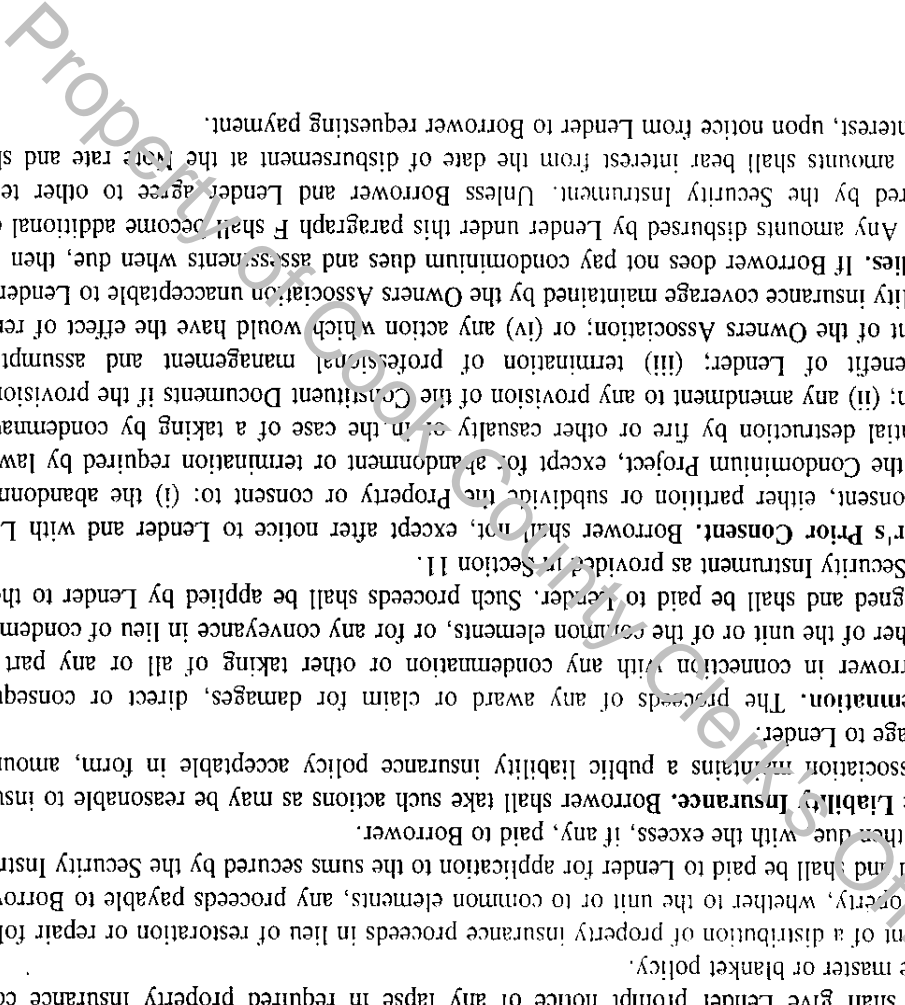 shall give Lender prompt notice of any lapse in required property insurance co
e master or blanket policy.
nt of a distribution of property insurance proceeds in lieu of restoration or repair fol
operty, whether to the unit or to common elements, any proceeds payable to Borrow
d and shall be paid to Lender for application to the sums secured by the Security Instr
then due, with the excess, if any, paid to Borrower.
c Liability Insurance. Borrower shall take such actions as may be reasonable to insu
ssociation maintains a public liability insurance policy acceptable in form, amoun
age to Lender.
emnation. The proceeds of any award or claim for damages, direct or consequ
rrower in connection with any condemnation or other taking of all or any part
her of the unit or of the common elements, or for any conveyance in lieu of condem
gned and shall be paid to Lender. Such proceeds shall be applied by Lender to the
Security Instrument as provided in Section 11.
r's Prior Consent. Borrower shall not, except after notice to Lender and with L
onsent, either partition or subdivide the Property or consent to: (i) the abandonm
the Condominium Project, except for abandonment or termination required by law
ntial destruction by fire or other casualty or in the case of a taking by condemnat
n; (ii) any amendment to any provision of the Constituent Documents if the provision
enefit of Lender; (iii) termination of professional management and assumpt
nt of the Owners Association; or (iv) any action which would have the effect of ren
ility insurance coverage maintained by the Owners Association unacceptable to Lender
dies. If Borrower does not pay condominium dues and assessments when due, then
Any amounts disbursed by Lender under this paragraph F shall become additional
red by the Security Instrument. Unless Borrower and Lender agree to other te
amounts shall bear interest from the date of disbursement at the Note rate and sh
nterest, upon notice from Lender to Borrower requesting payment.
Property of Cook County Clerk's Of